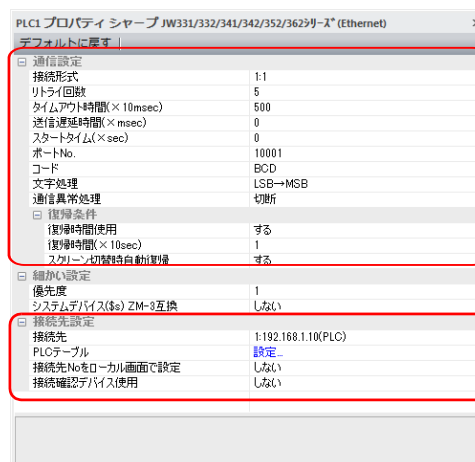 PLC1 プロパティ シャープ JW331/332/341/342/352/362ｼﾘｰｽﾞ(Ethernet)
デフォルトに戻す
通信設定
接続形式 1:1
リトライ回数 5
タイムアウト時間(×10msec) 500
送信遅延時間(×msec) 0
スタートタイム(×sec) 0
ポートNo. 10001
コード BCD
文字処理 LSB→MSB
通信異常処理 切断
復帰条件
復帰時間使用 する
復帰時間(×10sec) 1
スクリーン切替時自動復帰 する
細かい設定
優先度 1
システムデバイス($s) ZM-3互換 しない
接続先設定
接続先 1:192.168.1.10(PLC)
PLCテーブル 設定...
接続先Noをローカル画面で設定 しない
接続確認デバイス使用 しない